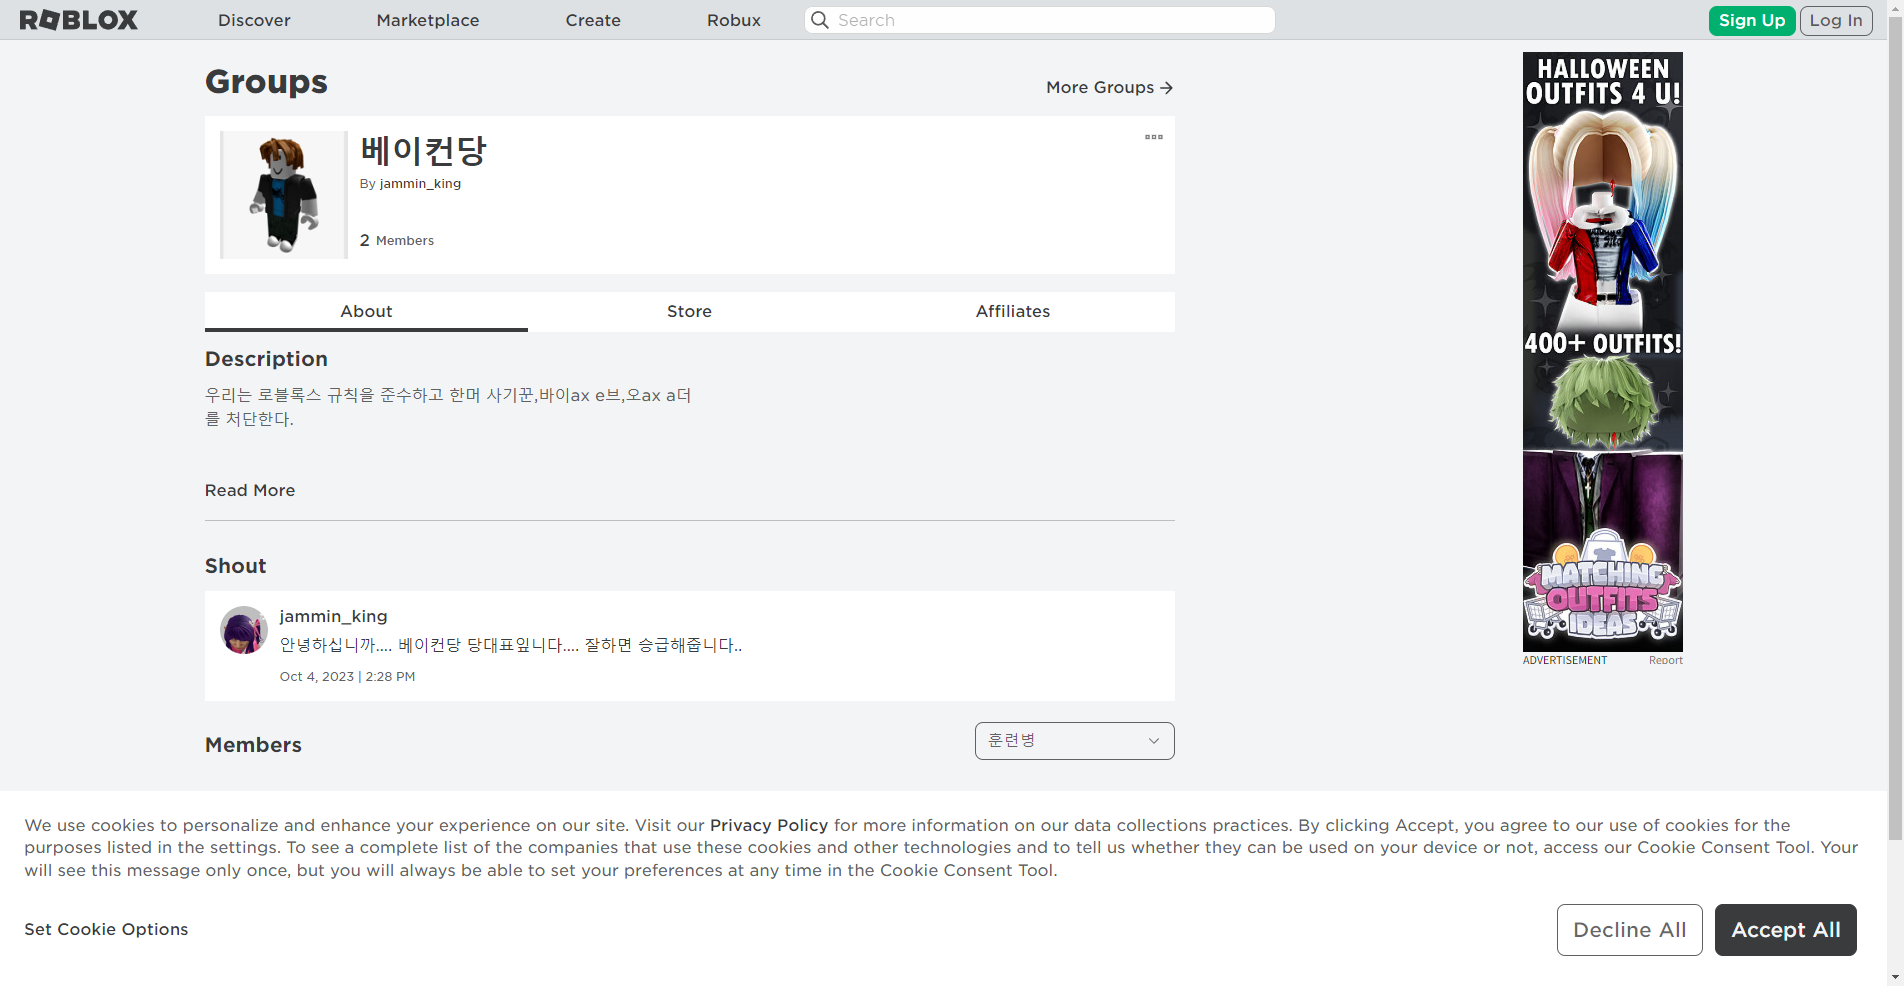 ROBLOX
Discover
Marketplace
Create
Robux
Search
Sign Up
Log In
Groups
More Groups
베이컨당
By jammin_king
2 Members
About
Store
Affiliates
Description
우리는 로블록스 규칙을 준수하고 한머 사기꾼,바이ax e브,오ax a더
를 처단한다.
Read More
Shout
jammin_king
안녕하십니까.... 베이컨당 당대표잎니다.... 잘하면 승급해줍니다..
Oct 4, 2023 | 2:28 PM
Members
훈련병
HALLOWEEN
OUTFITS 4 U!
400+ OUTFITS!
MATCHING
OUTFITS
IDEAS
ADVERTISEMENT
Report
We use cookies to personalize and enhance your experience on our site. Visit our Privacy Policy for more information on our data collections practices. By clicking Accept, you agree to our use of cookies for the
purposes listed in the settings. To see a complete list of the companies that use these cookies and other technologies and to tell us whether they can be used on your device or not, access our Cookie Consent Tool. Your
will see this message only once, but you will always be able to set your preferences at any time in the Cookie Consent Tool.
Set Cookie Options
Decline All
Accept All